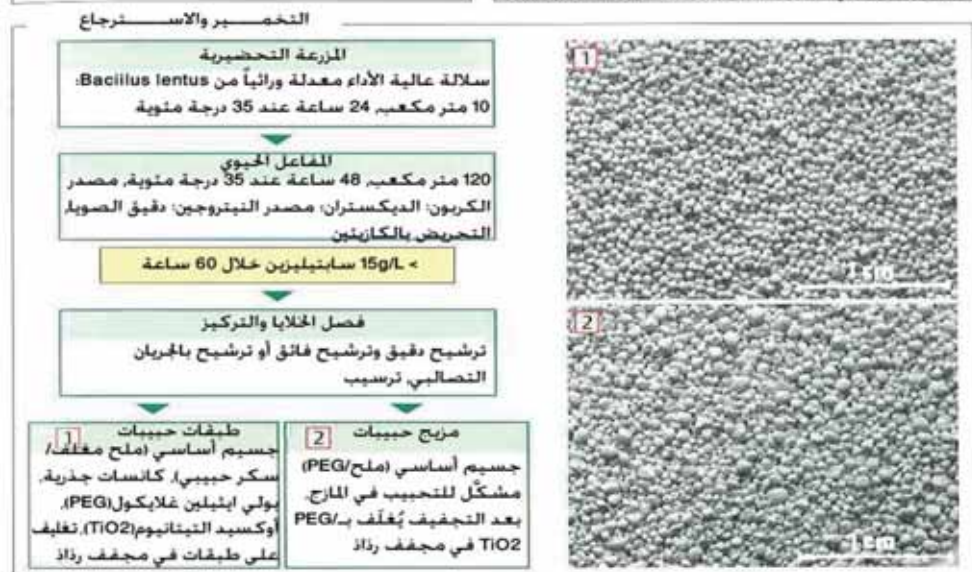 التخمـــير والاســـترجاع
المزرعة التحضيرية
سلالة عالية الأداء معدلة وراثياً من Bacillus lentus:
10 متر مكعب, 24 ساعة عند 35 درجة مئوية
المفاعل الحيوي
120 متر مكعب, 48 ساعة عند 35 درجة مئوية, مصدر
الكربون: الديكستران: مصدر النيتروجين: دقيق الصويا,
التحريض بالكازيئين
> 15g/L سابتيليزين خلال 60 ساعة
فصل الخلايا والتركيز
ترشيح دقيق وترشيح فائق أو ترشيح بالجريان
التصالبي, ترسيب
طبقات حبيبات
1
جسيم أساسي (ملح مغلف/
سكر حبيبي), كانسات جذرية,
بولي ايثيلين غلايكول(PEG),
أوكسيد التيتانيوم(TiO2), تغليف
على طبقات في مجفف رذاذ
مزيج حبيبات
2
جسيم أساسي (ملح/PEG)
مشكّل للتحبيب في المازج,
بعد التجفيف يُغلّف بـ/PEG
TiO2 في مجفف رذاذ
1
1 cm
2
1 cm